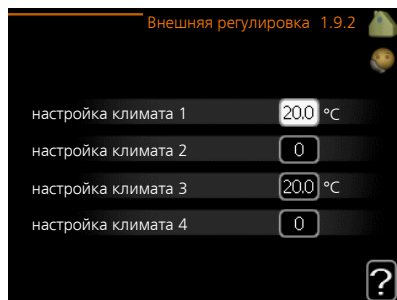 Внешняя регулировка 1.9.2
настройка климата 1 20.0 °C
настройка климата 2 0
настройка климата 3 20.0 °C
настройка климата 4 0
?